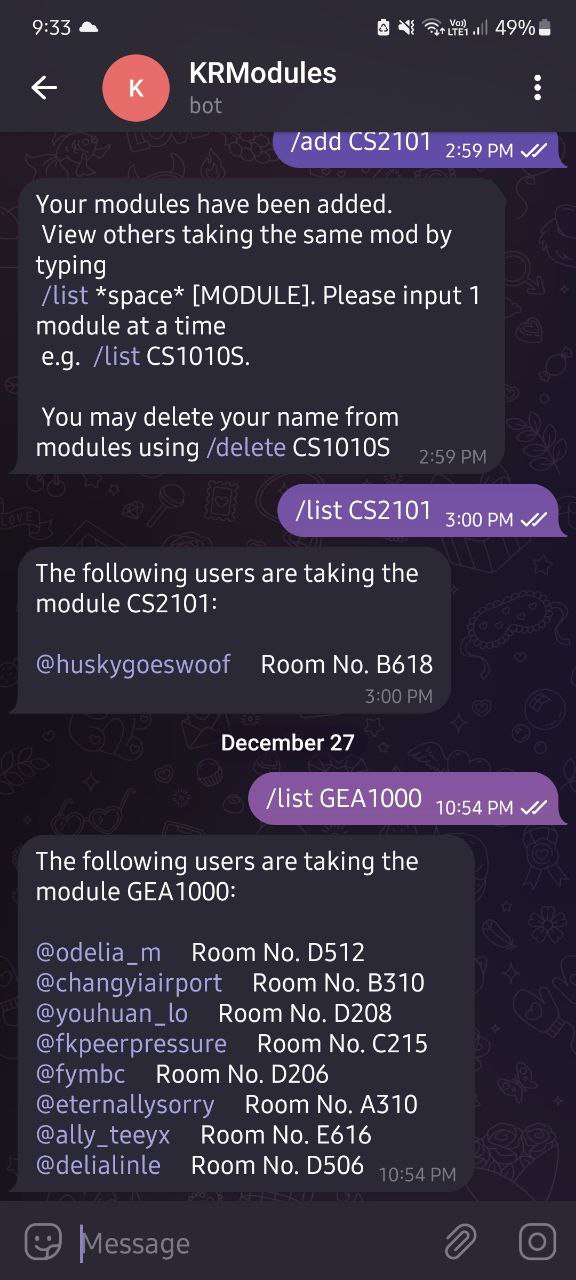 9:33
Vo)) LTE1 49%
K
KRModules
bot
/add CS2101 2:59 PM
Your modules have been added.
View others taking the same mod by
typing
/list *space* [MODULE]. Please input 1
module at a time
e.g. /list CS1010S.
You may delete your name from
modules using /delete CS1010S 2:59 PM
/list CS2101 3:00 PM
The following users are taking the
module CS2101:
@huskygoeswoof Room No. B618
3:00 PM
December 27
/list GEA1000 10:54 PM
The following users are taking the
module GEA1000:
@odelia_m Room No. D512
@changyiairport Room No. B310
@youhuan_lo Room No. D208
@fkpeerpressure Room No. C215
@fymbc Room No. D206
@eternallysorry Room No. A310
@ally_teeyx Room No. E616
@delialinle Room No. D506 10:54 PM
Message